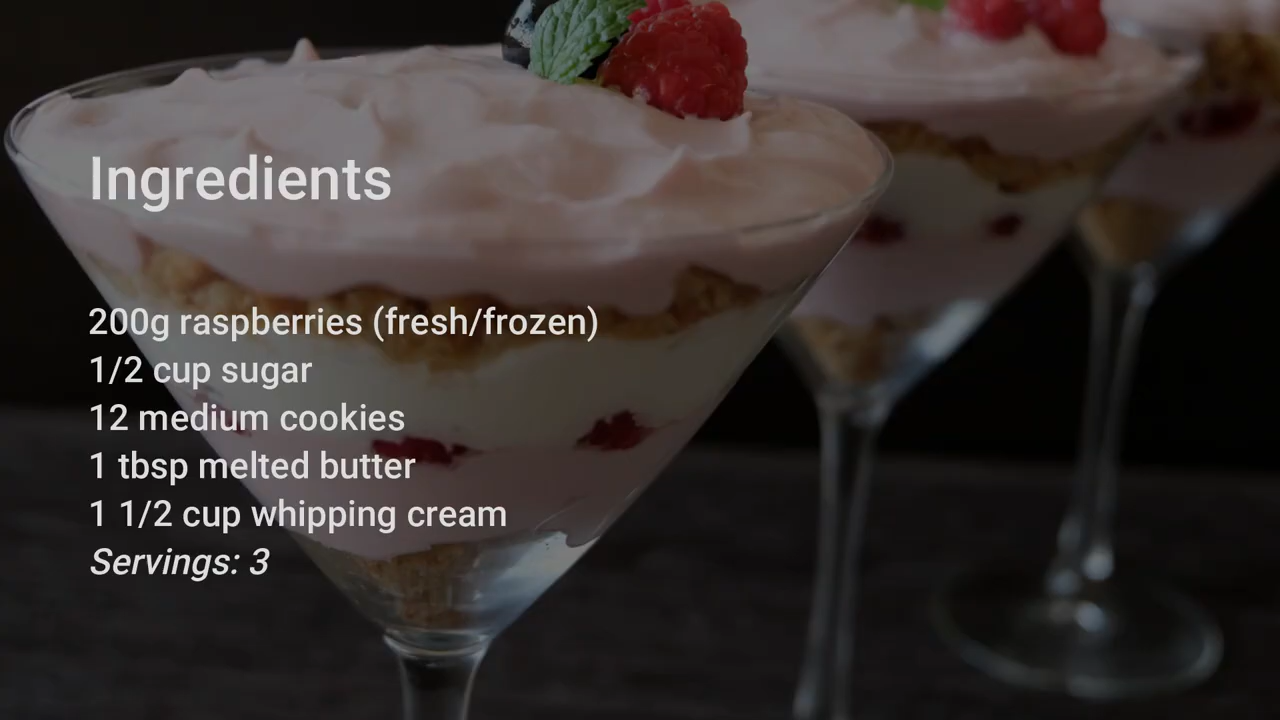 Ingredients
200g raspberries (fresh/frozen)
1/2 cup sugar
12 medium cookies
1 tbsp melted butter
1 1/2 cup whipping cream
Servings: 3